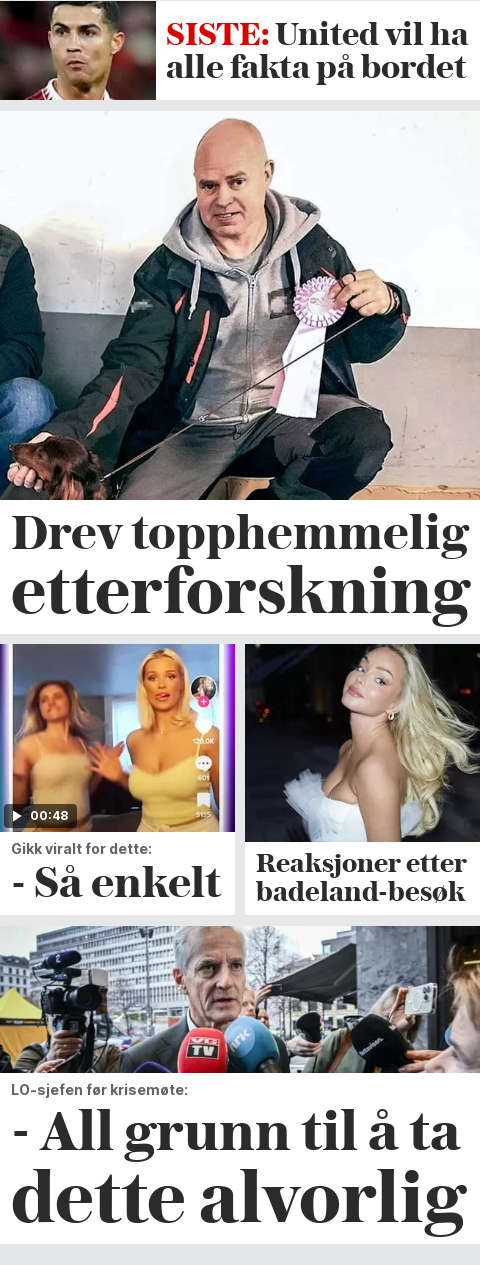 SISTE: United vil ha
alle fakta på bordet
Drev topphemmelig
etterforskning
128.0K
601
5135
00:48
Gikk viralt for dette:
- Så enkelt
Reaksjoner etter
badeland-besøk
VG
TV
nrk
LO-sjefen før krisemøte:
- All grunn til å ta
dette alvorlig